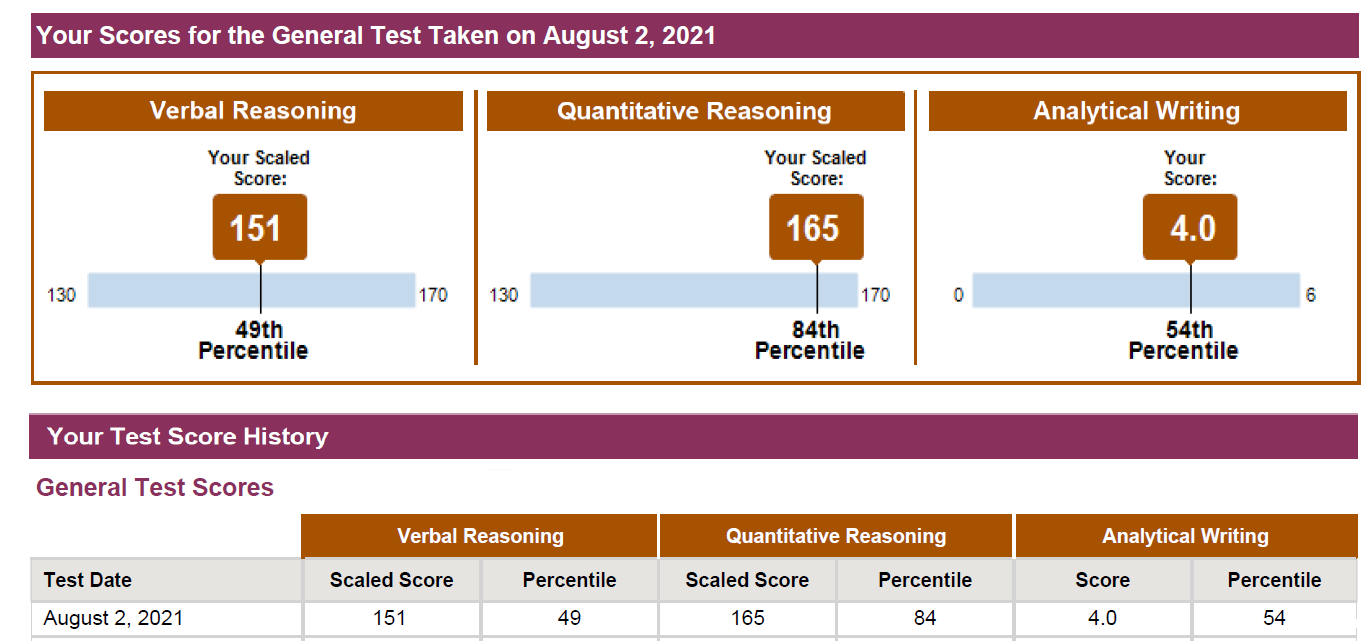 Your Scores for the General Test Taken on August 2, 2021
Verbal Reasoning
Your Scaled
Score:
151
130
170
49th
Percentile
Quantitative Reasoning
Your Scaled
Score:
165
130
170
84th
Percentile
Analytical Writing
Your
Score:
4.0
0
6
54th
Percentile
Your Test Score History
General Test Scores
Verbal Reasoning Quantitative Reasoning Analytical Writing
Test Date Scaled Score Percentile Scaled Score Percentile Score Percentile
August 2, 2021 151 49 165 84 4.0 54